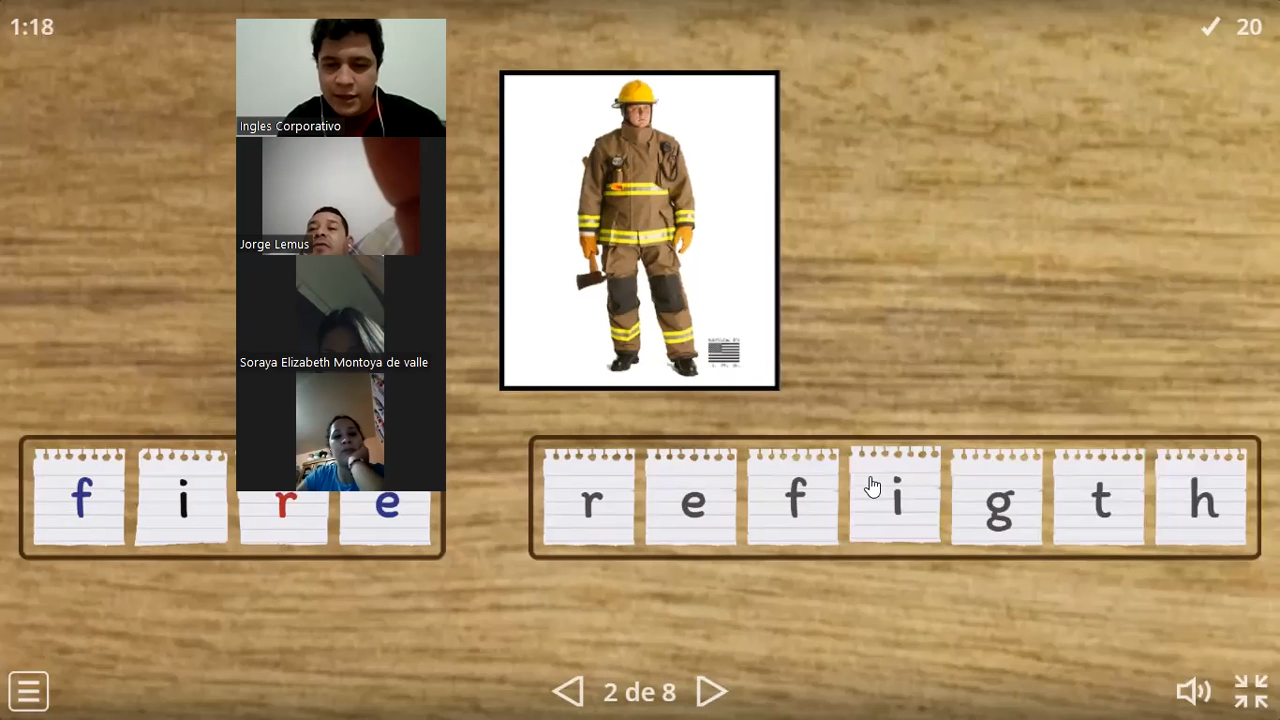 1:18
20
Ingles Corporativo
Jorge Lemus
Soraya Elizabeth Montoya de valle
f i r e
r e f i g t h
2 de 8